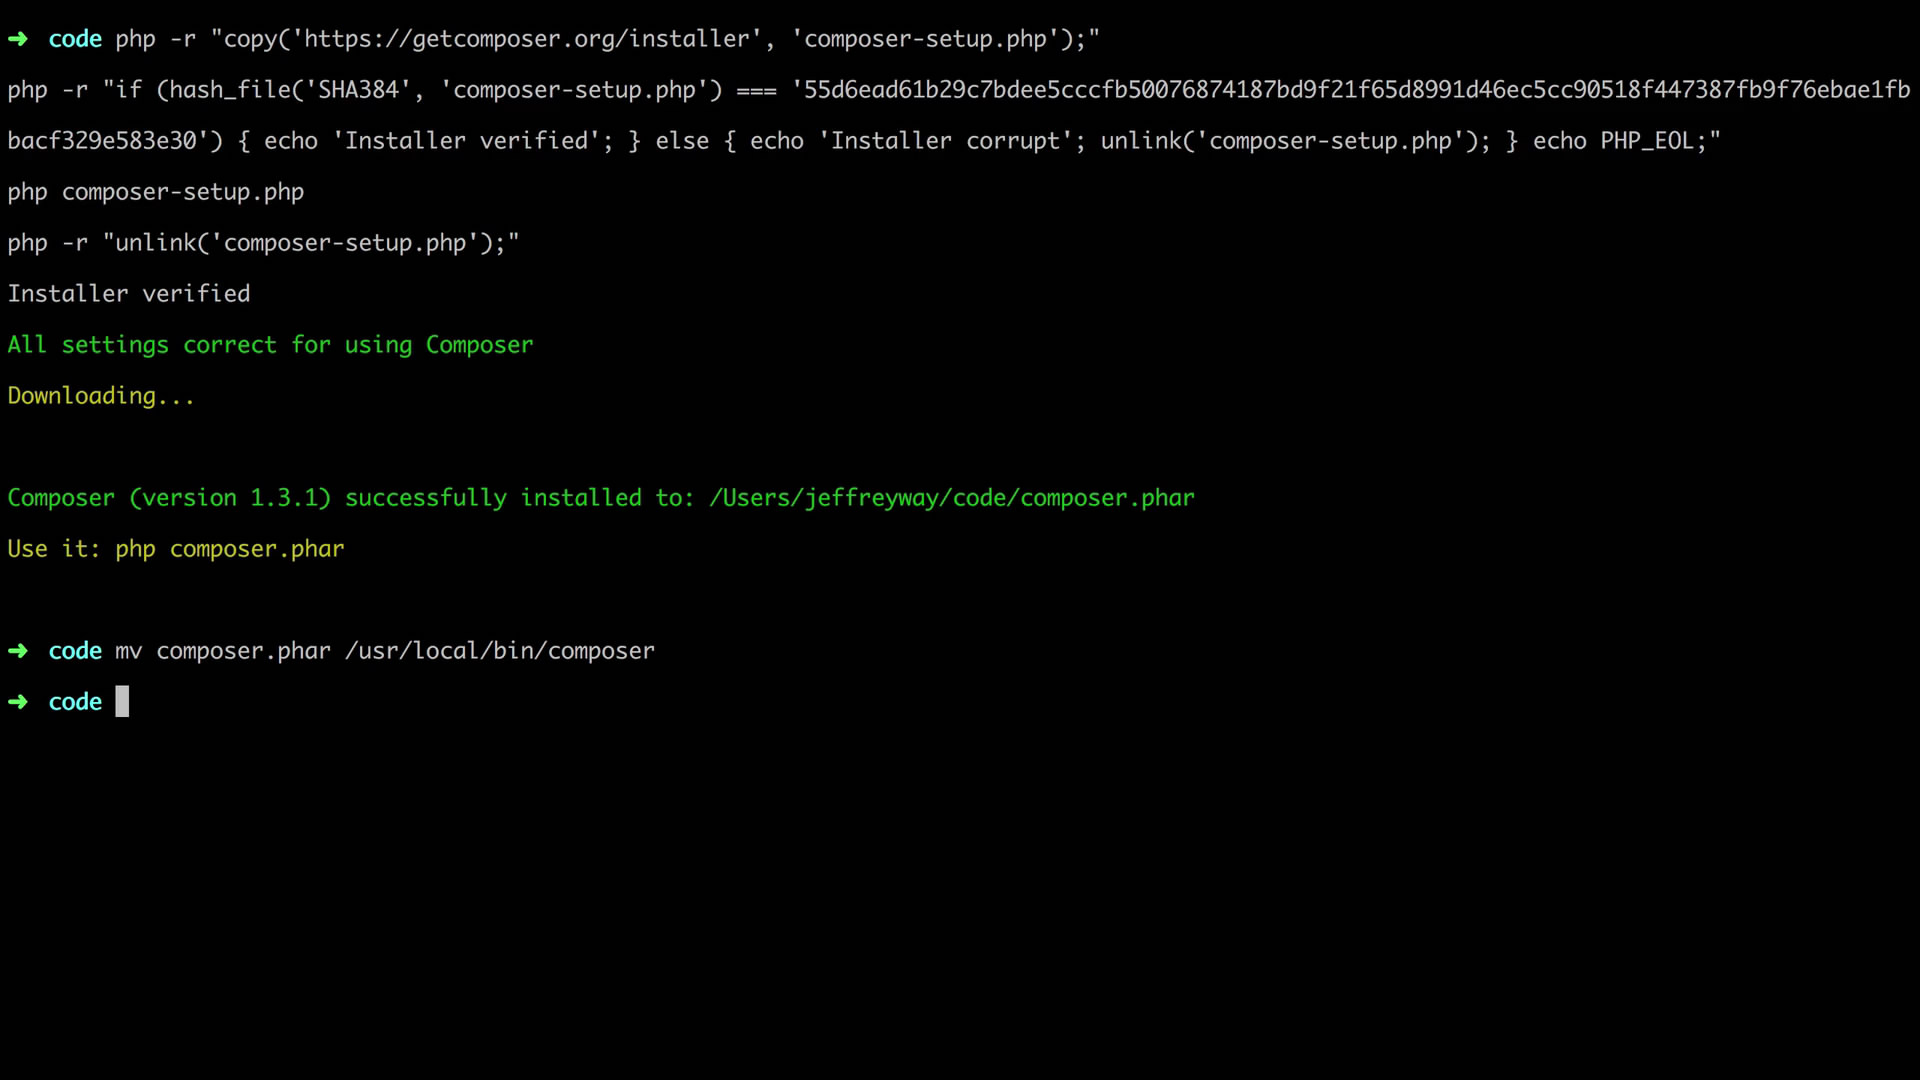 ➜ code php -r "copy('https://getcomposer.org/installer', 'composer-setup.php');"
php -r "if (hash_file('SHA384', 'composer-setup.php') === '55d6ead61b29c7bdee5cccfb50076874187bd9f21f65d8991d46ec5cc90518f447387fb9f76ebae1fb
bacf329e583e30') { echo 'Installer verified'; } else { echo 'Installer corrupt'; unlink('composer-setup.php'); } echo PHP_EOL;"
php composer-setup.php
php -r "unlink('composer-setup.php');"
Installer verified
All settings correct for using Composer
Downloading...
Composer (version 1.3.1) successfully installed to: /Users/jeffreyway/code/composer.phar
Use it: php composer.phar
➜ code mv composer.phar /usr/local/bin/composer
➜ code